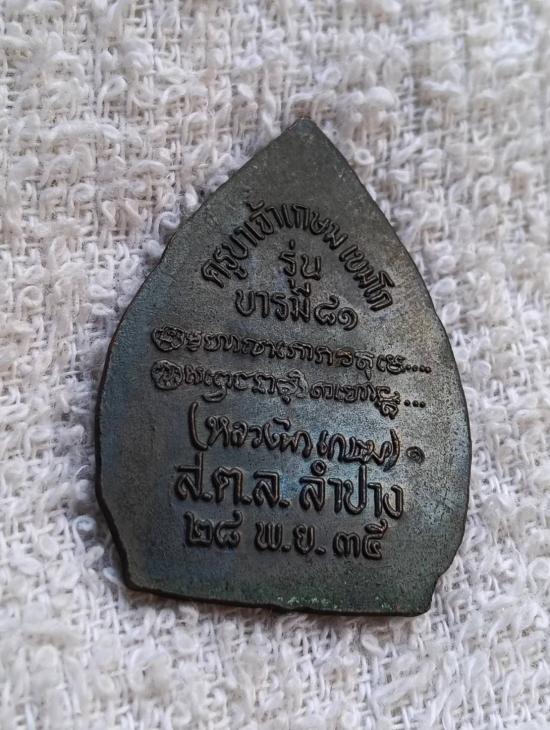 ครูบาเจ้าเกษม เขมโก
รุ่น
บารมี ๘๑
(หลวงพ่อเกษม) ๑
ส.ต.ล. ลำปาง
๒๘ พ.ย. ๓๕